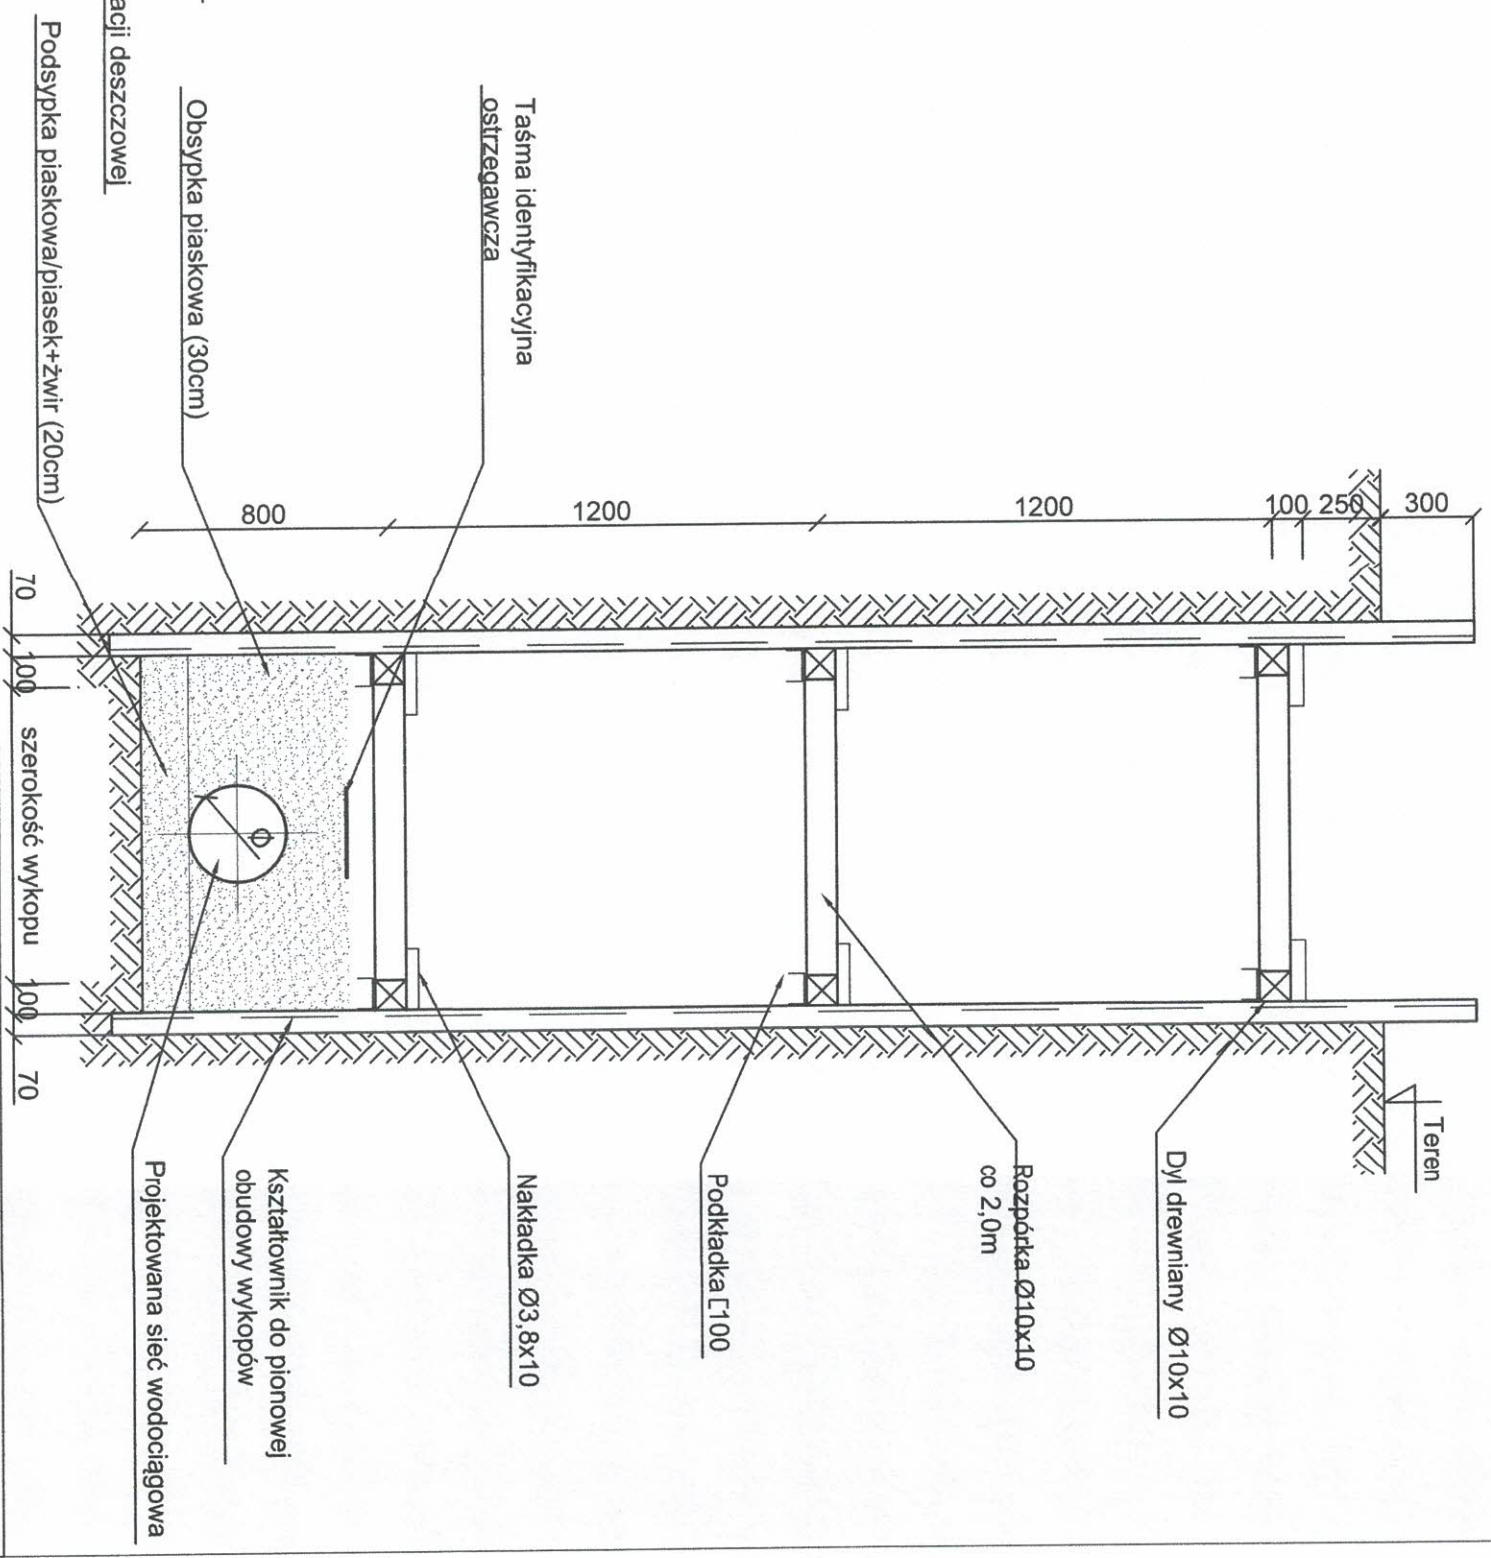 Teren
Dyl drewniany Ø10x10
Rozpórka Ø10x10
co 2,0m
Podkładka [100
Nakładka Ø3,8x10
Kształtownik do pionowej
obudowy wykopów
Projektowana sieć wodociągowa
Taśma identyfikacyjna
ostrzegawcza
Obsypka piaskowa (30cm)
acji deszczowej
Podsypka piaskowa/piasek+żwir (20cm)
300
250
100
1200
1200
800
Ø
70
100
szerokość wykopu
100
70